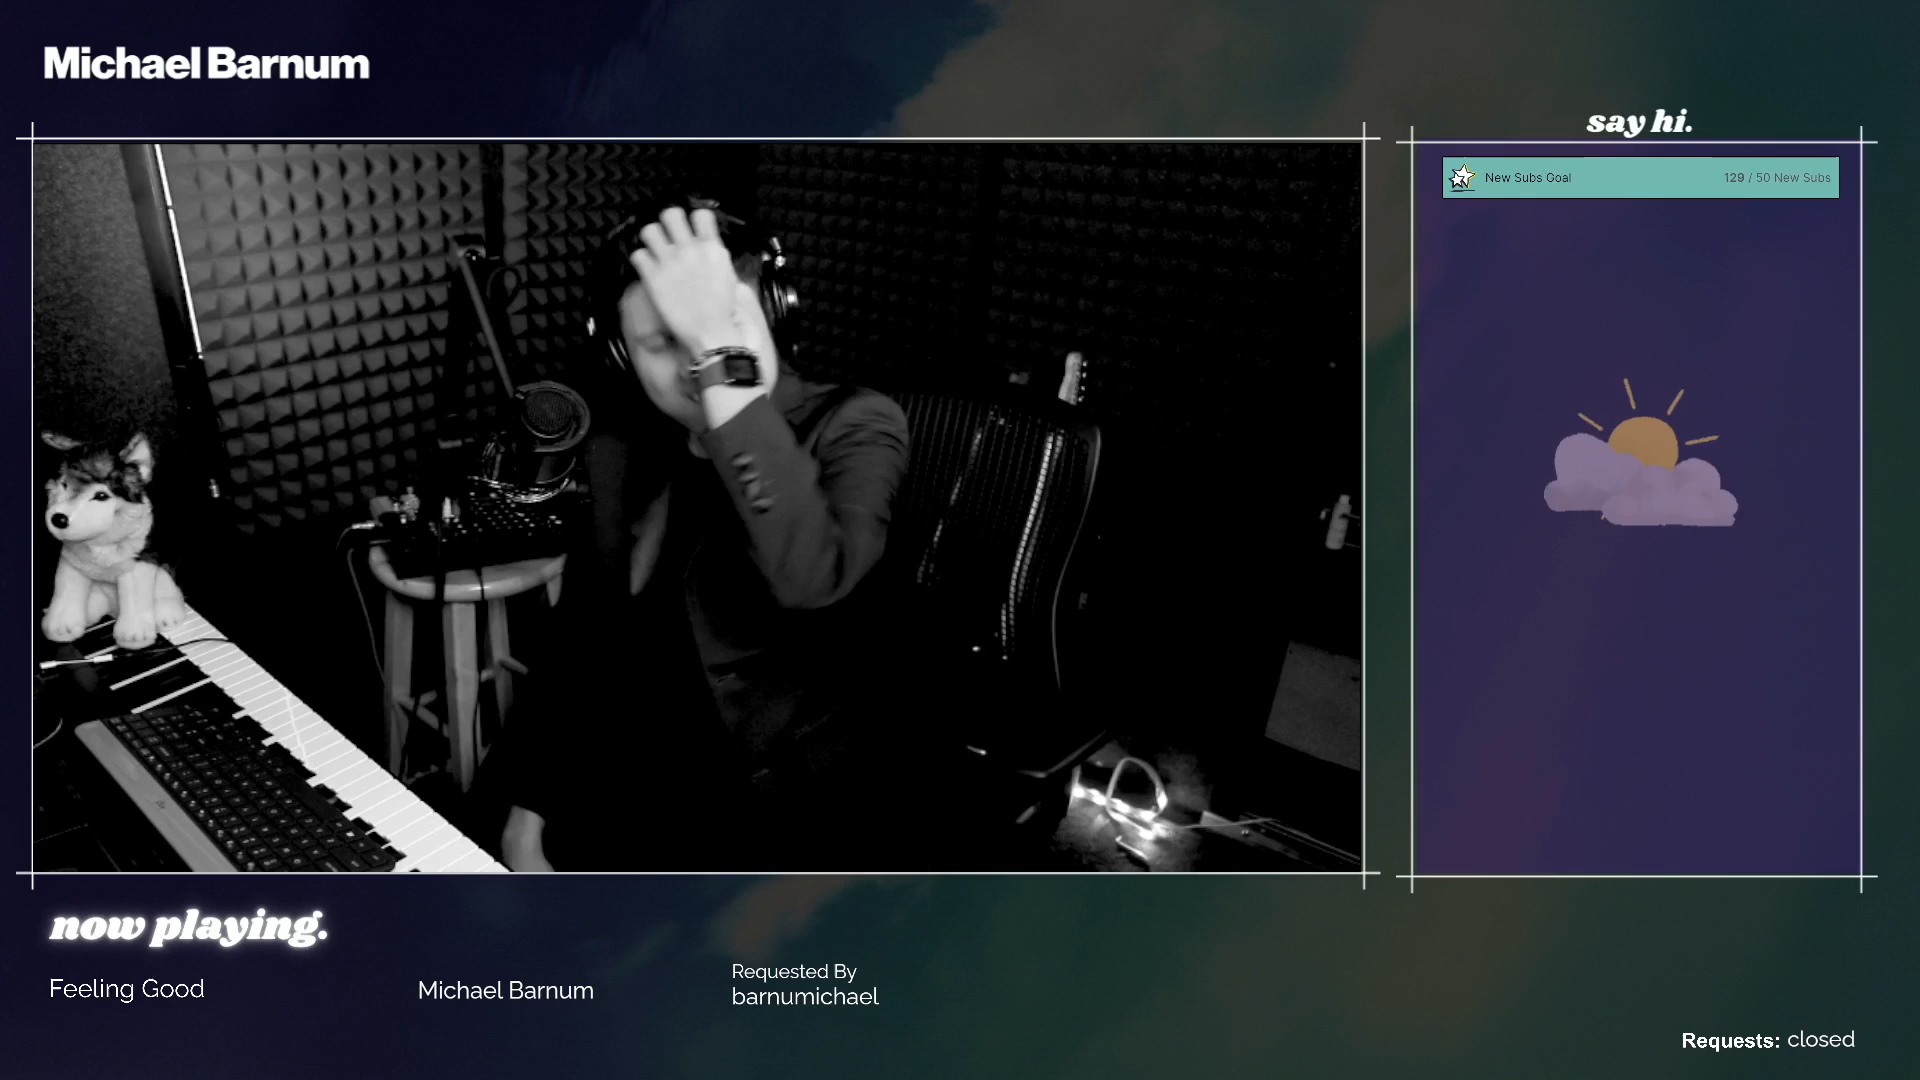 Michael Barnum
say hi.
New Subs Goal
129 / 50 New Subs
now playing.
Feeling Good
Michael Barnum
Requested By
barnumichael
Requests: closed